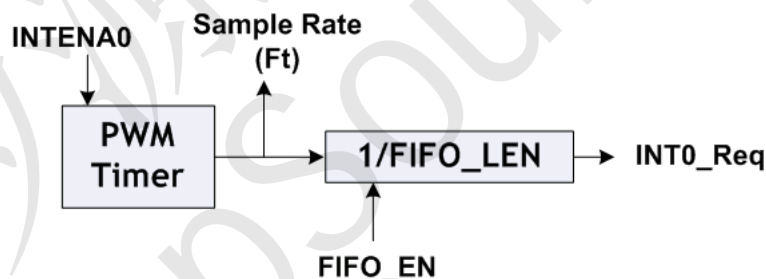 INTENA0
Sample Rate
(Ft)
PWM
Timer
1/FIFO_LEN
INT0_Req
FIFO_EN